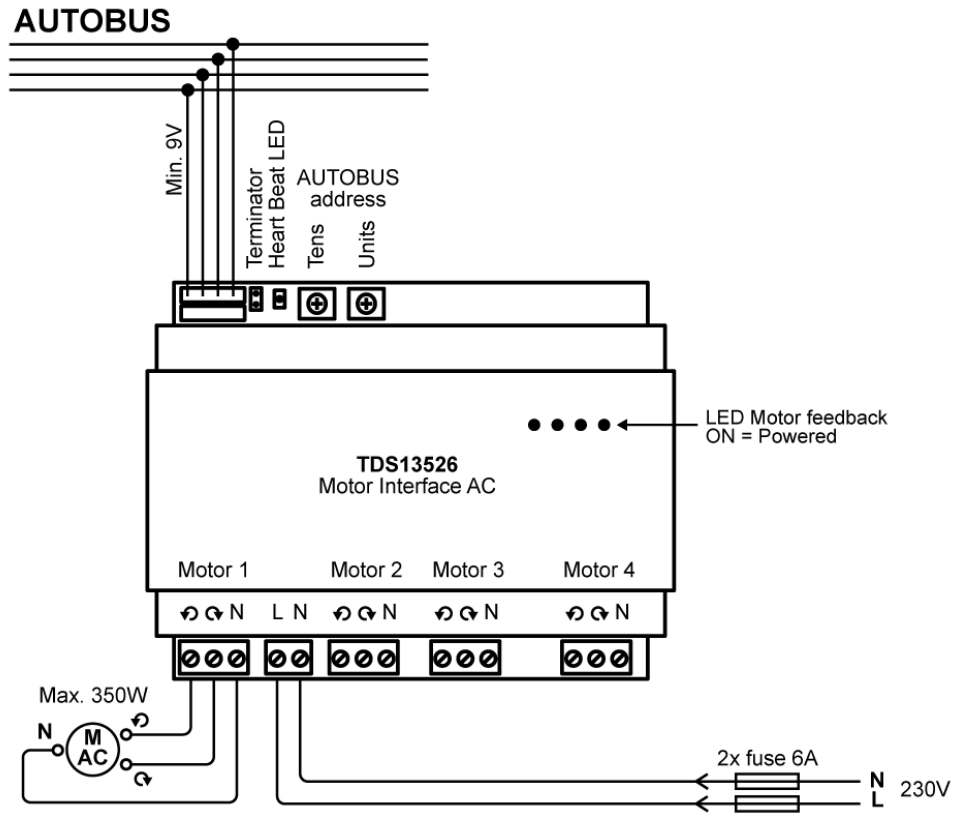 AUTOBUS
Min. 9V
Terminator
Heart Beat LED
AUTOBUS
address
Tens
Units
LED Motor feedback
ON = Powered
TDS13526
Motor Interface AC
Motor 1
Motor 2
Motor 3
Motor 4
N
L N
N
N
N
Max. 350W
N
M
AC
2x fuse 6A
N
L
230V